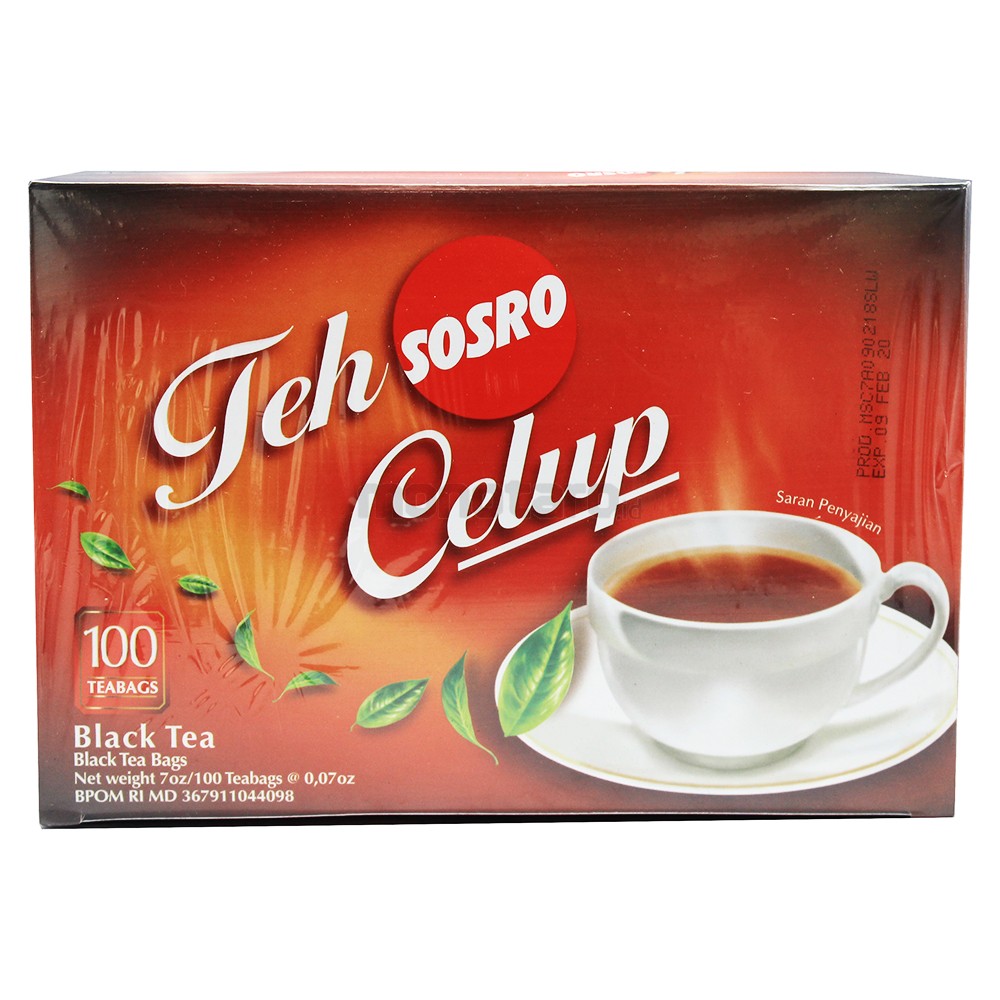 Teh
SOSRO
Celup
PROD. MSC7A090218SLW
EXP. 09 FEB 20
Saran Penyajian
100
TEABAGS
Black Tea
Black Tea Bags
Net weight 7oz/100 Teabags @ 0,07oz
BPOM RI MD 367911044098